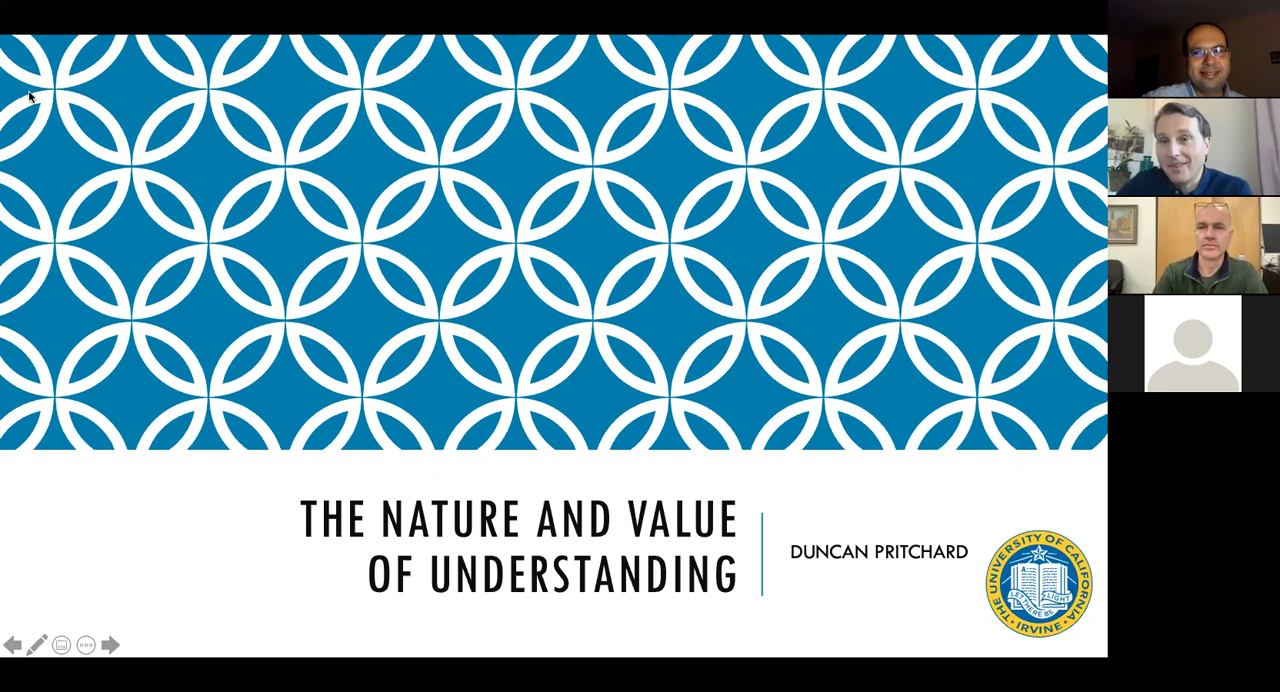 THE NATURE AND VALUE
OF UNDERSTANDING
DUNCAN PRITCHARD
THE UNIVERSITY OF CALIFORNIA
A
LET THERE BE LIGHT
· IRVINE ·